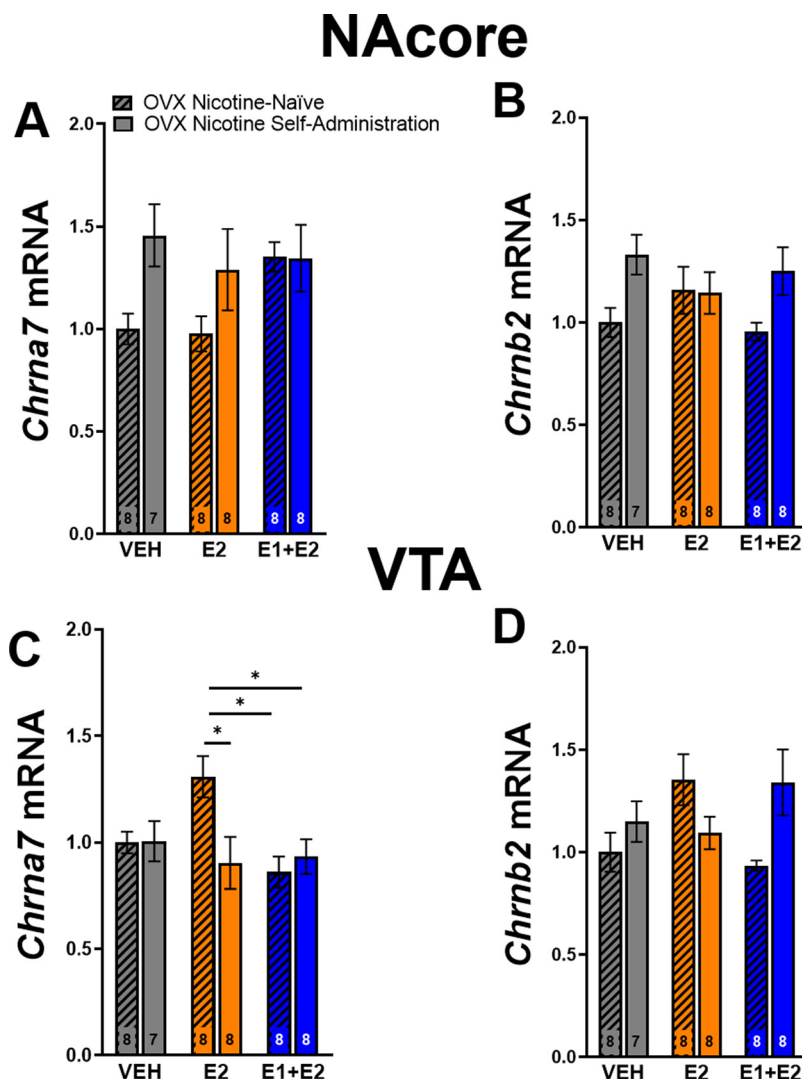 NAcore
A
OVX Nicotine-Naïve
OVX Nicotine Self-Administration
Chrna7 mRNA
2.0
1.5
1.0
0.5
0.0
8
7
8
8
8
8
VEH
E2
E1+E2
B
Chrnb2 mRNA
2.0
1.5
1.0
0.5
0.0
8
7
8
8
8
8
VEH
E2
E1+E2
VTA
C
Chrna7 mRNA
2.0
1.5
1.0
0.5
0.0
*
*
*
8
7
8
8
8
8
VEH
E2
E1+E2
D
Chrnb2 mRNA
2.0
1.5
1.0
0.5
0.0
8
7
8
8
8
8
VEH
E2
E1+E2